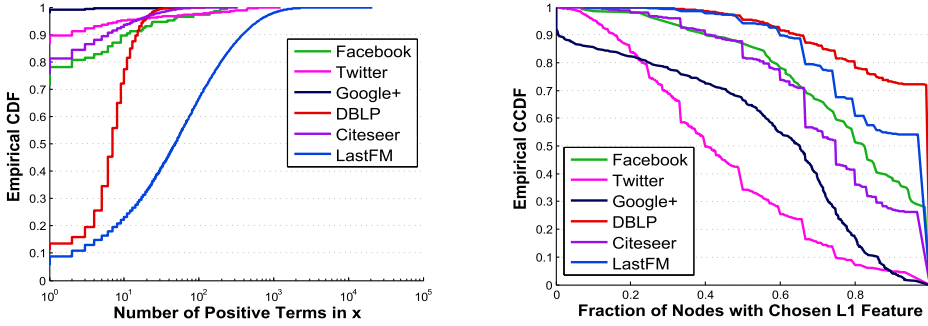 Empirical CDF
1
0.9
0.8
0.7
0.6
0.5
0.4
0.3
0.2
0.1
0
10^0 10^1 10^2 10^3 10^4 10^5
Number of Positive Terms in x
Facebook
Twitter
Google+
DBLP
Citeseer
LastFM
Empirical CCDF
1
0.9
0.8
0.7
0.6
0.5
0.4
0.3
0.2
0.1
0
0 0.2 0.4 0.6 0.8
Fraction of Nodes with Chosen L1 Feature
Facebook
Twitter
Google+
DBLP
Citeseer
LastFM